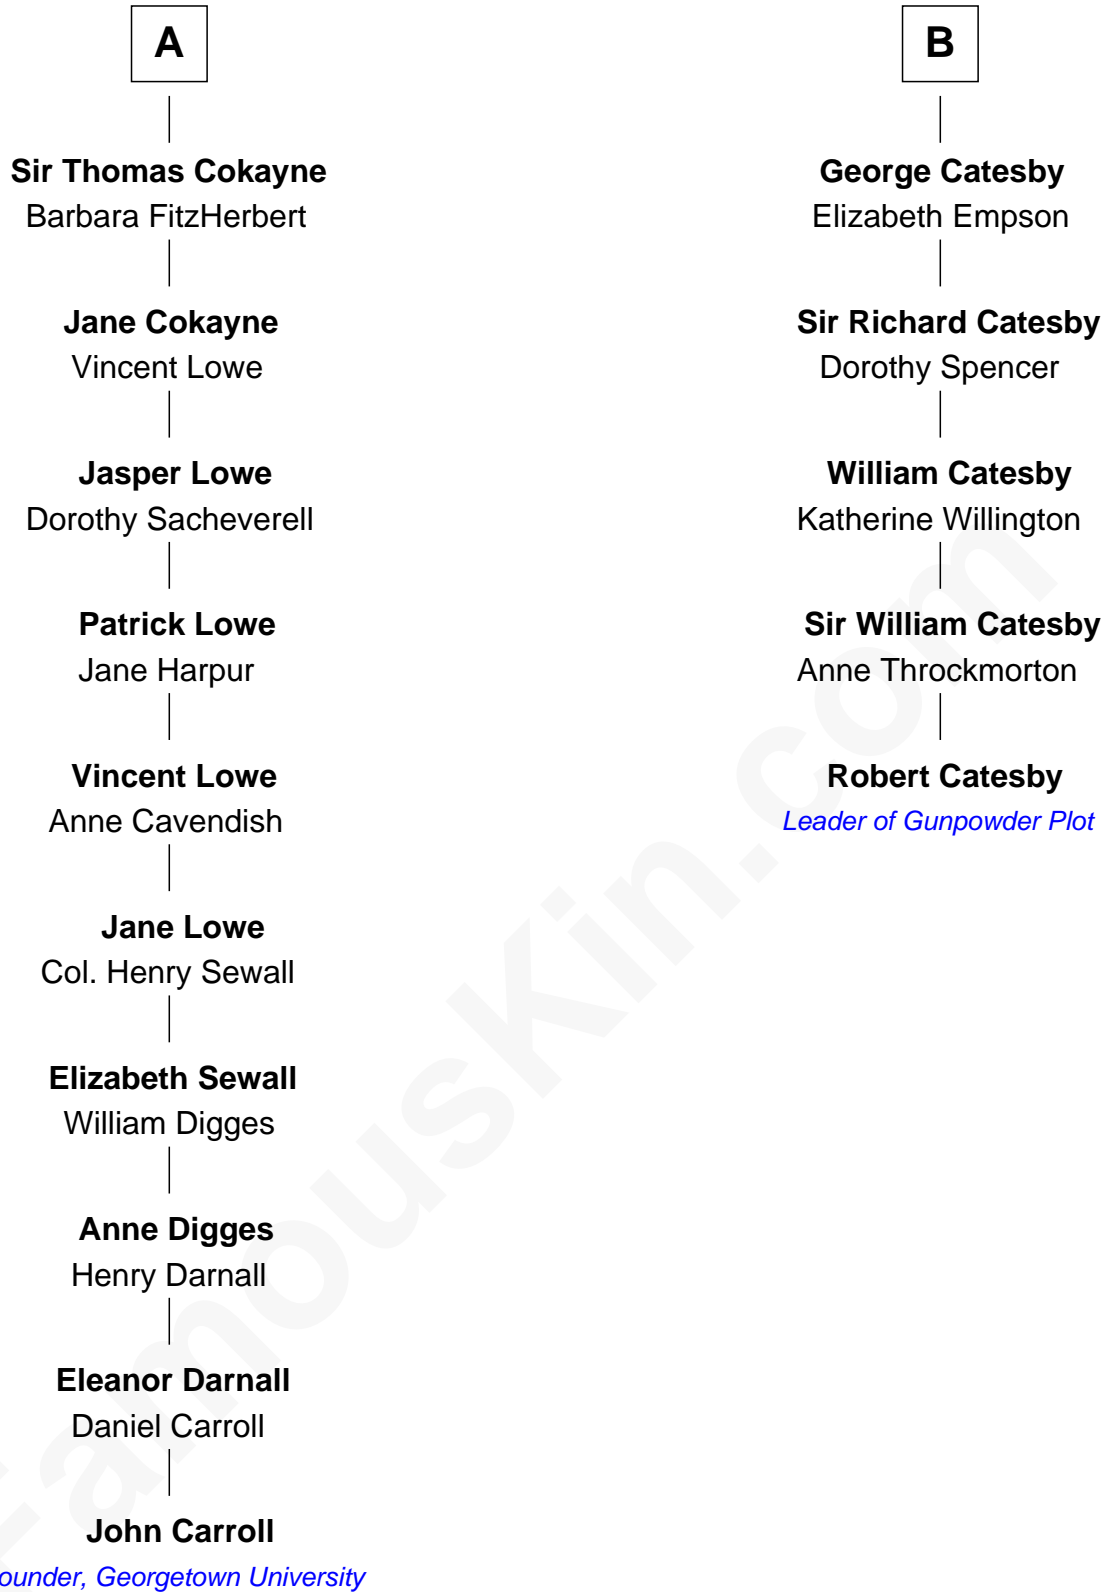 A
Sir Thomas Cokayne
Barbara FitzHerbert
Jane Cokayne
Vincent Lowe
Jasper Lowe
Dorothy Sacheverell
Patrick Lowe
Jane Harpur
Vincent Lowe
Anne Cavendish
Jane Lowe
Col. Henry Sewall
Elizabeth Sewall
William Digges
Anne Digges
Henry Darnall
Eleanor Darnall
Daniel Carroll
John Carroll
ounder, Georgetown University
B
George Catesby
Elizabeth Empson
Sir Richard Catesby
Dorothy Spencer
William Catesby
Katherine Willington
Sir William Catesby
Anne Throckmorton
Robert Catesby
Leader of Gunpowder Plot
FamousKin.com